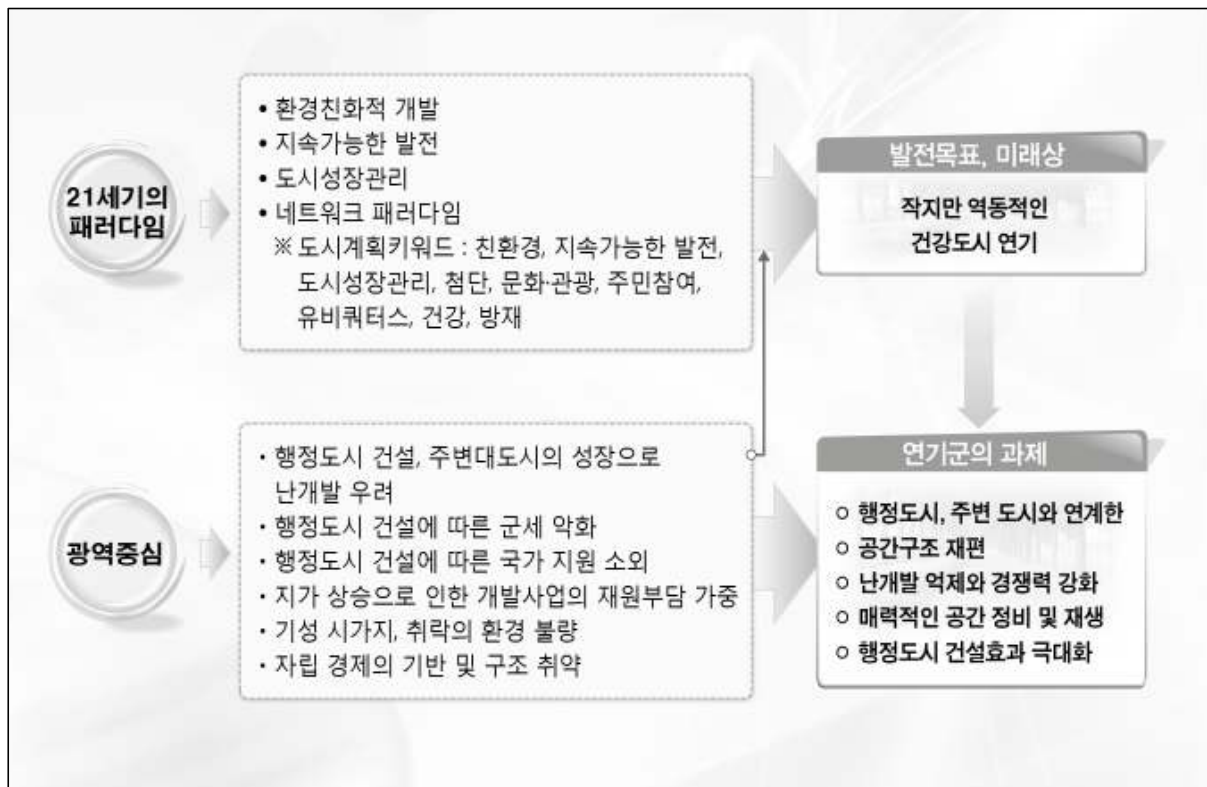 21세기의
패러다임
• 환경친화적 개발
• 지속가능한 발전
• 도시성장관리
• 네트워크 패러다임
※ 도시계획키워드 : 친환경, 지속가능한 발전,
도시성장관리, 첨단, 문화·관광, 주민참여,
유비쿼터스, 건강, 방재
발전목표, 미래상
작지만 역동적인
건강도시 연기
광역중심
· 행정도시 건설, 주변대도시의 성장으로
난개발 우려
· 행정도시 건설에 따른 군세 악화
· 행정도시 건설에 따른 국가 지원 소외
· 지가 상승으로 인한 개발사업의 재원부담 가중
· 기성 시가지, 취락의 환경 불량
· 자립 경제의 기반 및 구조 취약
연기군의 과제
○ 행정도시, 주변 도시와 연계한
○ 공간구조 재편
○ 난개발 억제와 경쟁력 강화
○ 매력적인 공간 정비 및 재생
○ 행정도시 건설효과 극대화